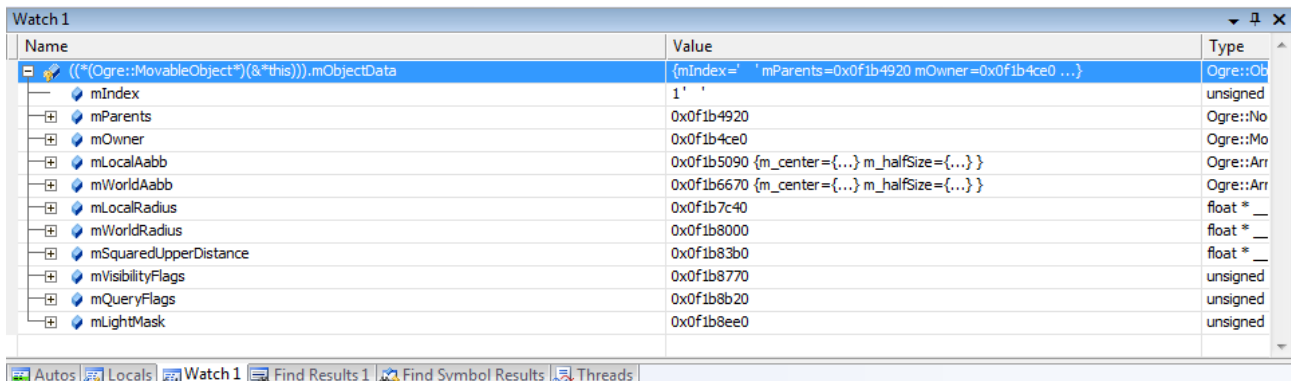 Watch 1
Name Value Type
((*(Ogre::MovableObject*)(&*this))).mObjectData {mIndex=' ' mParents=0x0f1b4920 mOwner=0x0f1b4ce0 ...} Ogre::Ob
mIndex 1 ' ' unsigned
mParents 0x0f1b4920 Ogre::No
mOwner 0x0f1b4ce0 Ogre::Mo
mLocalAabb 0x0f1b5090 {m_center={...} m_halfSize={...} } Ogre::Arr
mWorldAabb 0x0f1b6670 {m_center={...} m_halfSize={...} } Ogre::Arr
mLocalRadius 0x0f1b7c40 float * __
mWorldRadius 0x0f1b8000 float * __
mSquaredUpperDistance 0x0f1b83b0 float * __
mVisibilityFlags 0x0f1b8770 unsigned
mQueryFlags 0x0f1b8b20 unsigned
mLightMask 0x0f1b8ee0 unsigned
Autos Locals Watch 1 Find Results 1 Find Symbol Results Threads